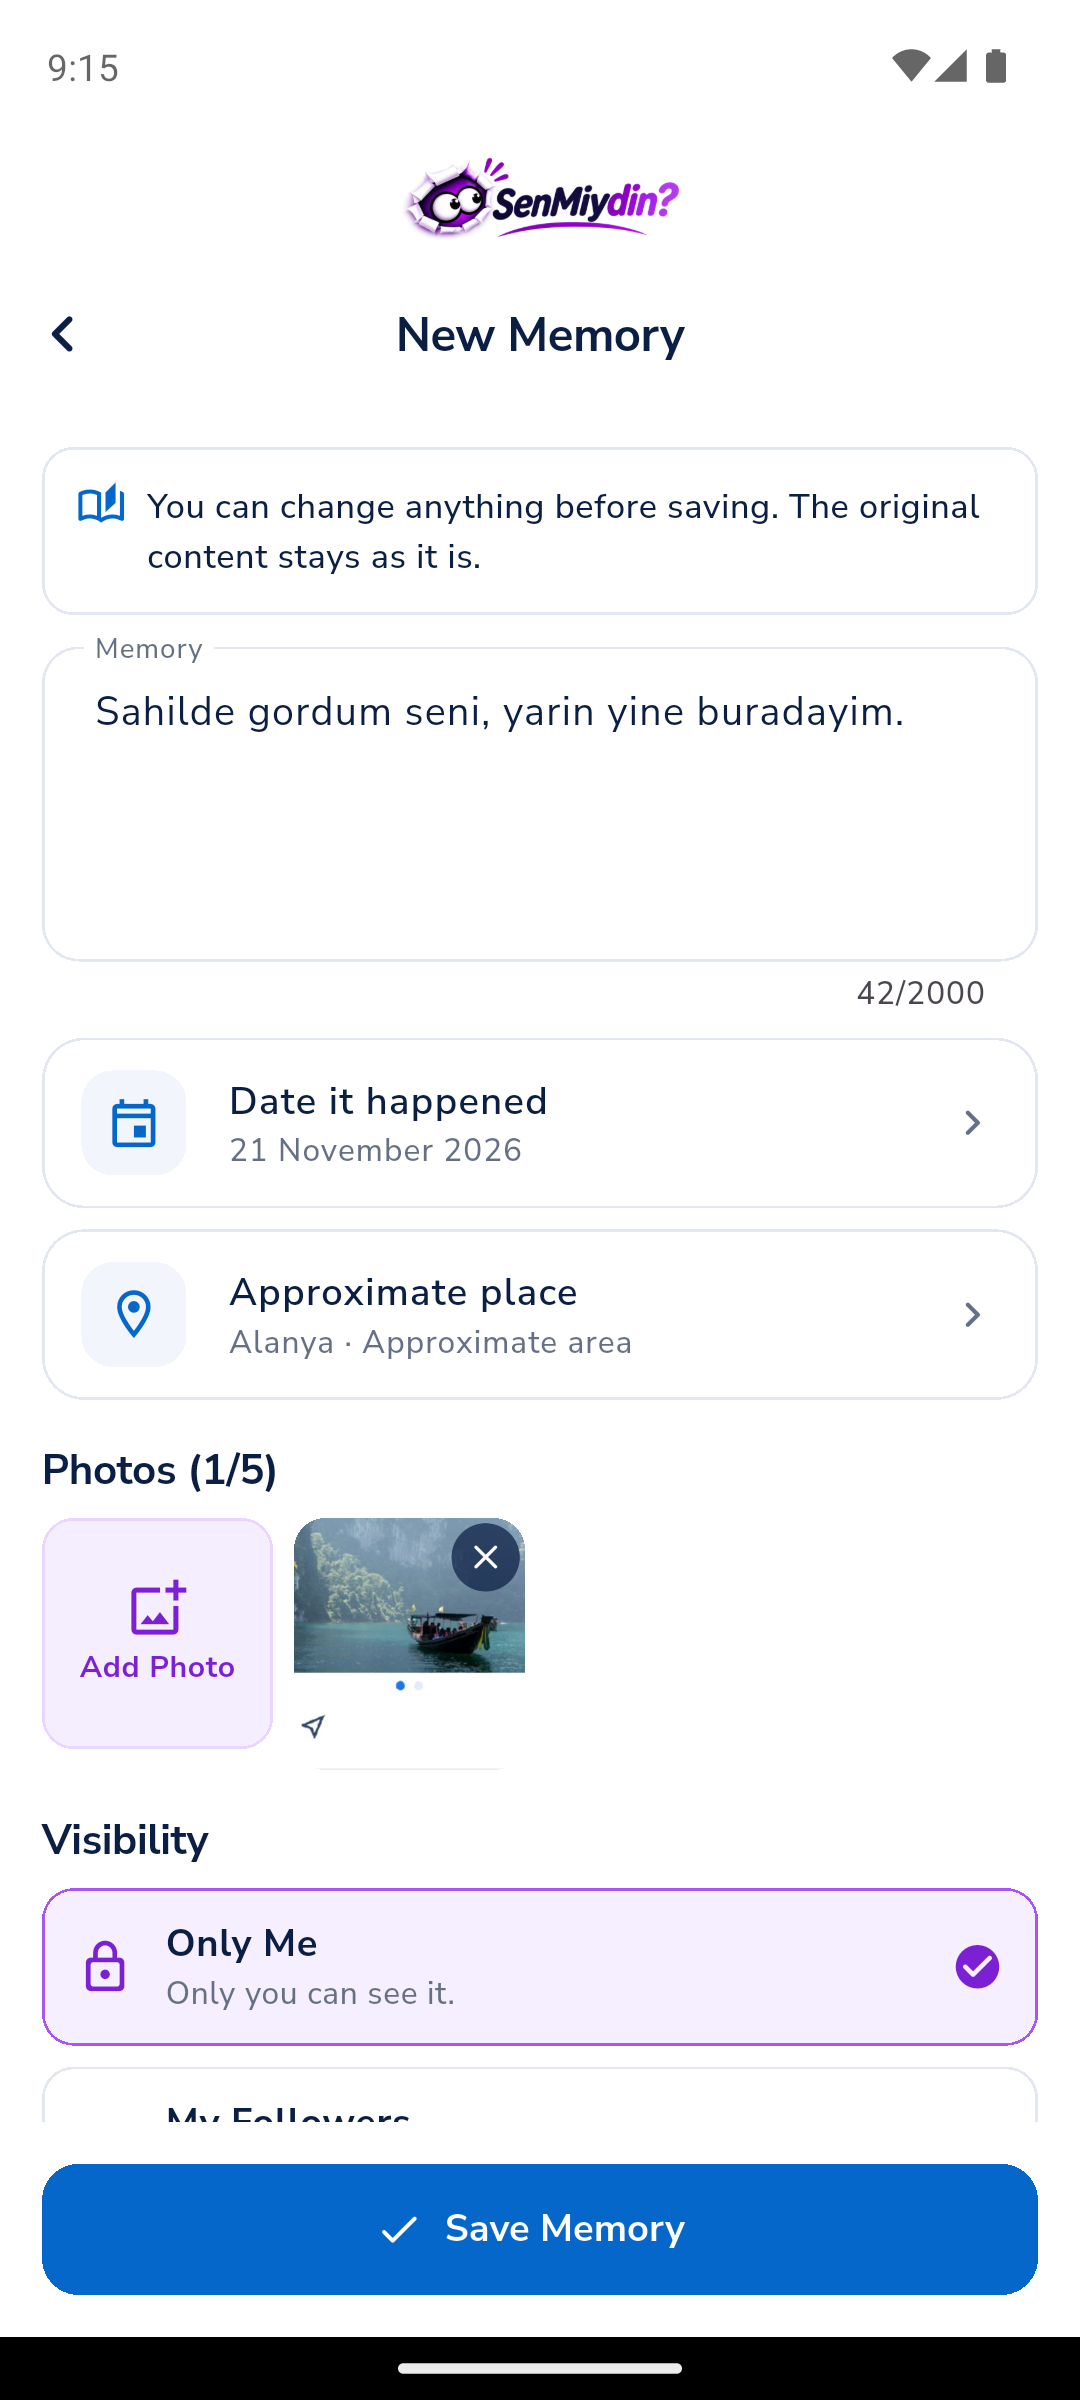 9:15
SenMiydin?
New Memory
You can change anything before saving. The original
content stays as it is.
Memory
Sahilde gordum seni, yarin yine buradayim.
42/2000
Date it happened
21 November 2026
Approximate place
Alanya · Approximate area
Photos (1/5)
Add Photo
Visibility
Only Me
Only you can see it.
My Followers
Save Memory